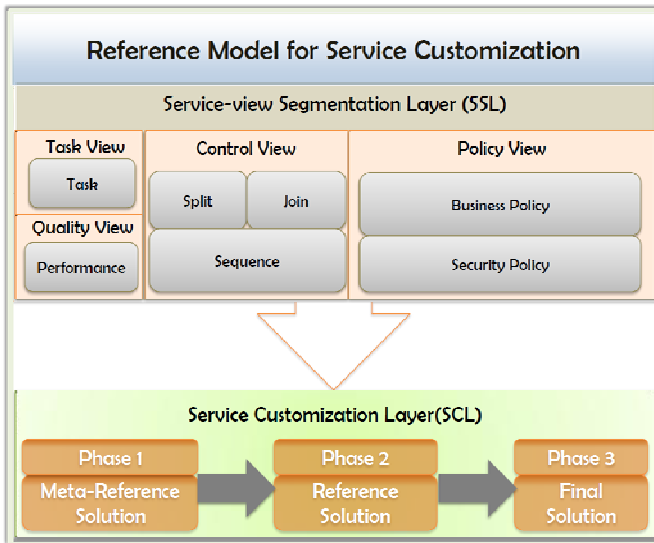 Reference Model for Service Customization
Service-view Segmentation Layer (SSL)
Task View
Task
Quality View
Performance
Control View
Split
Join
Sequence
Policy View
Business Policy
Security Policy
Service Customization Layer(SCL)
Phase 1
Meta-Reference
Solution
Phase 2
Reference
Solution
Phase 3
Final
Solution